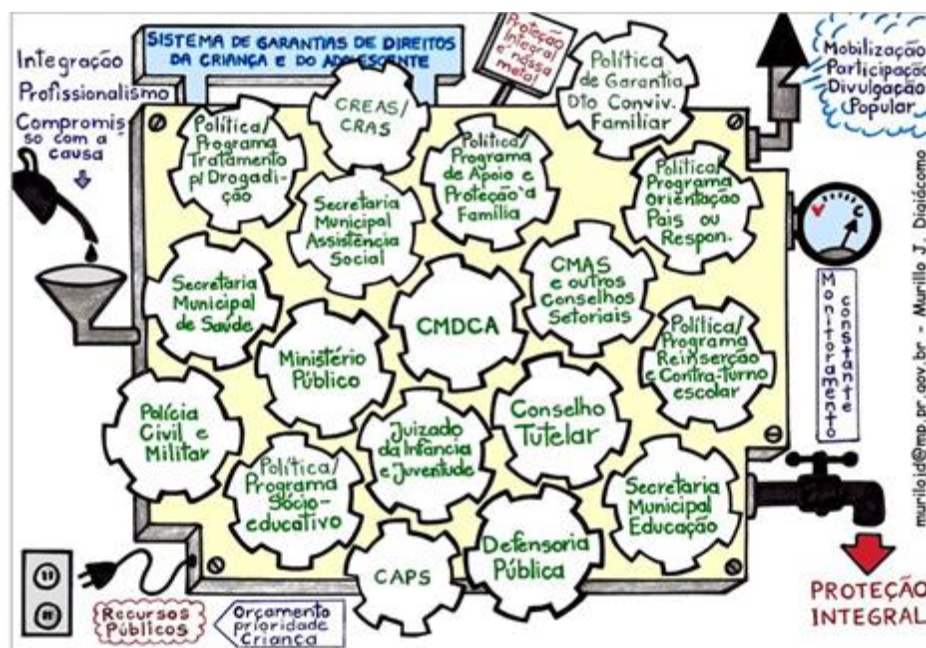 SISTEMA DE GARANTIAS DE DIREITOS
DA CRIANÇA E DO ADOLESCENTE
Proteção
Integral
é nossa
meta!
Integração
Profissionalismo
Compromis
so com a
causa
Mobilização
Participação
Divulgação
Popular
Política
de Garantia
Dto Conviv.
Familiar
CREAS/
CRAS
Política/
Programa
Tratamento
p/ Drogadi-
ção
Política/
Programa
de Apoio e
Proteção à
Família
Política/
Programa
Orientação
Pais ou
Respon.
Secretaria
Municipal
Assistência
Social
Secretaria
Municipal
de Saúde
CMAS
e outros
Conselhos
Setoriais
CMDCA
Ministério
Público
Política/
Programa
Reinserção
e Contra-turno
escolar
Monitoramento
constante
Polícia
Civil e
Militar
Juizado
da Infância
e Juventude
Conselho
Tutelar
Política/
Programa
Sócio-
educativo
Secretaria
Municipal
Educação
CAPS
Defensoria
Pública
Recursos
Públicos
Orçamento
prioridade
Criança
PROTEÇÃO
INTEGRAL
murilojd@mp.pr.gov.br - Murillo J. Digiácomo